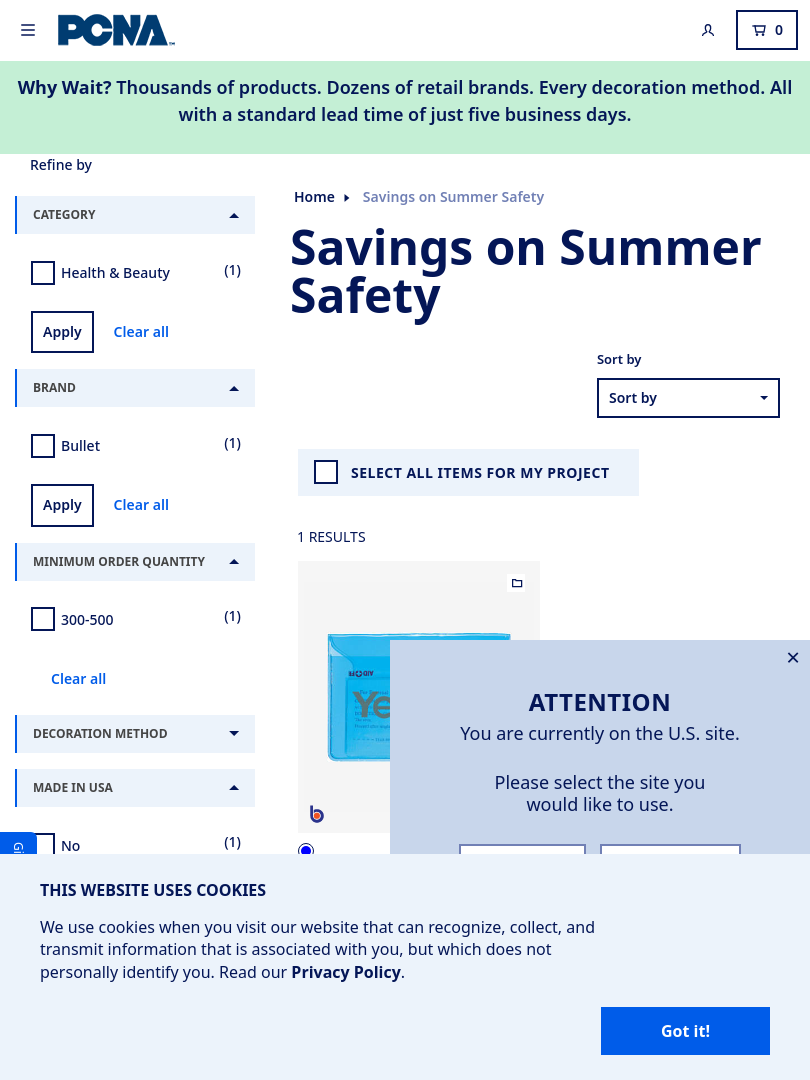 PCNA
0
Why Wait? Thousands of products. Dozens of retail brands. Every decoration method. All
with a standard lead time of just five business days.
Refine by
CATEGORY
Health & Beauty (1)
Apply Clear all
BRAND
Bullet (1)
Apply Clear all
MINIMUM ORDER QUANTITY
300-500 (1)
Clear all
DECORATION METHOD
MADE IN USA
No (1)
Home Savings on Summer Safety
Savings on Summer
Safety
Sort by
Sort by
SELECT ALL ITEMS FOR MY PROJECT
1 RESULTS
Ye
b
ATTENTION
You are currently on the U.S. site.
Please select the site you
would like to use.
THIS WEBSITE USES COOKIES
We use cookies when you visit our website that can recognize, collect, and
transmit information that is associated with you, but which does not
personally identify you. Read our Privacy Policy.
Got it!